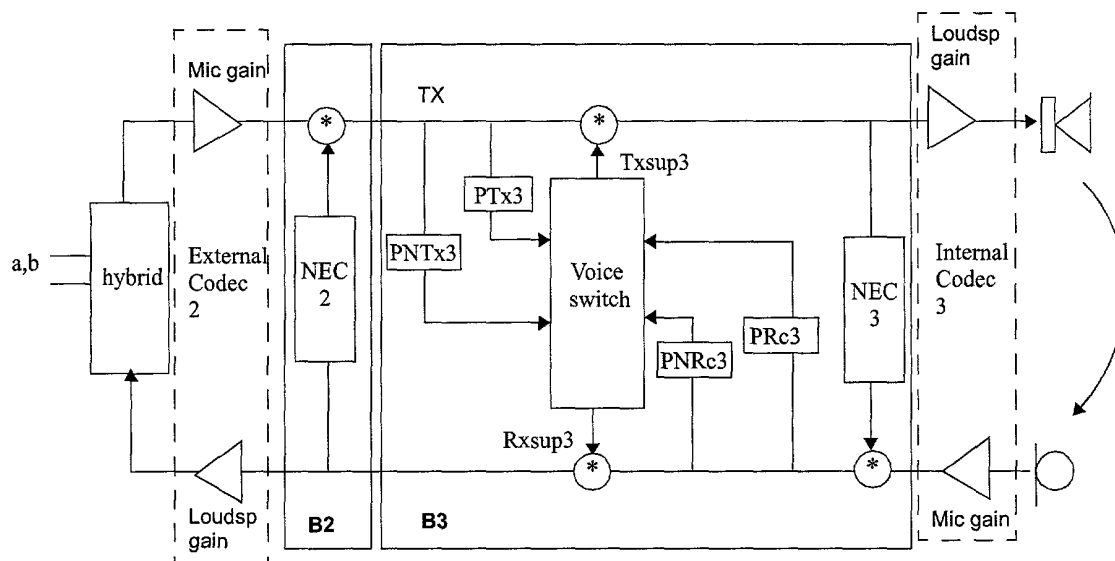 Loudsp
gain
Mic gain
TX
*
*
Txsup3
PTx3
a,b
hybrid
External
Codec
2
NEC
2
PNTx3
Voice
switch
PRc3
PNRc3
NEC
3
Internal
Codec
3
Rxsup3
*
*
Loudsp
gain
B2
B3
Mic gain